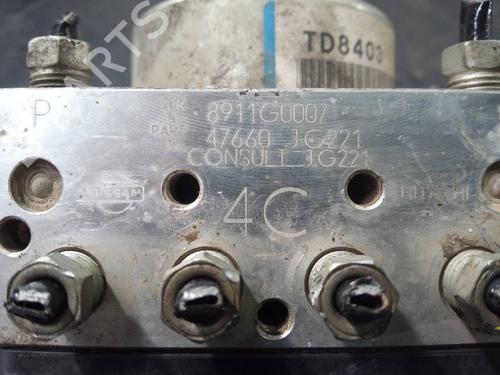 TD8403
P
8911G0007
47660 JG221
CONSULT JG221
NISSAN
4C
HITACHI